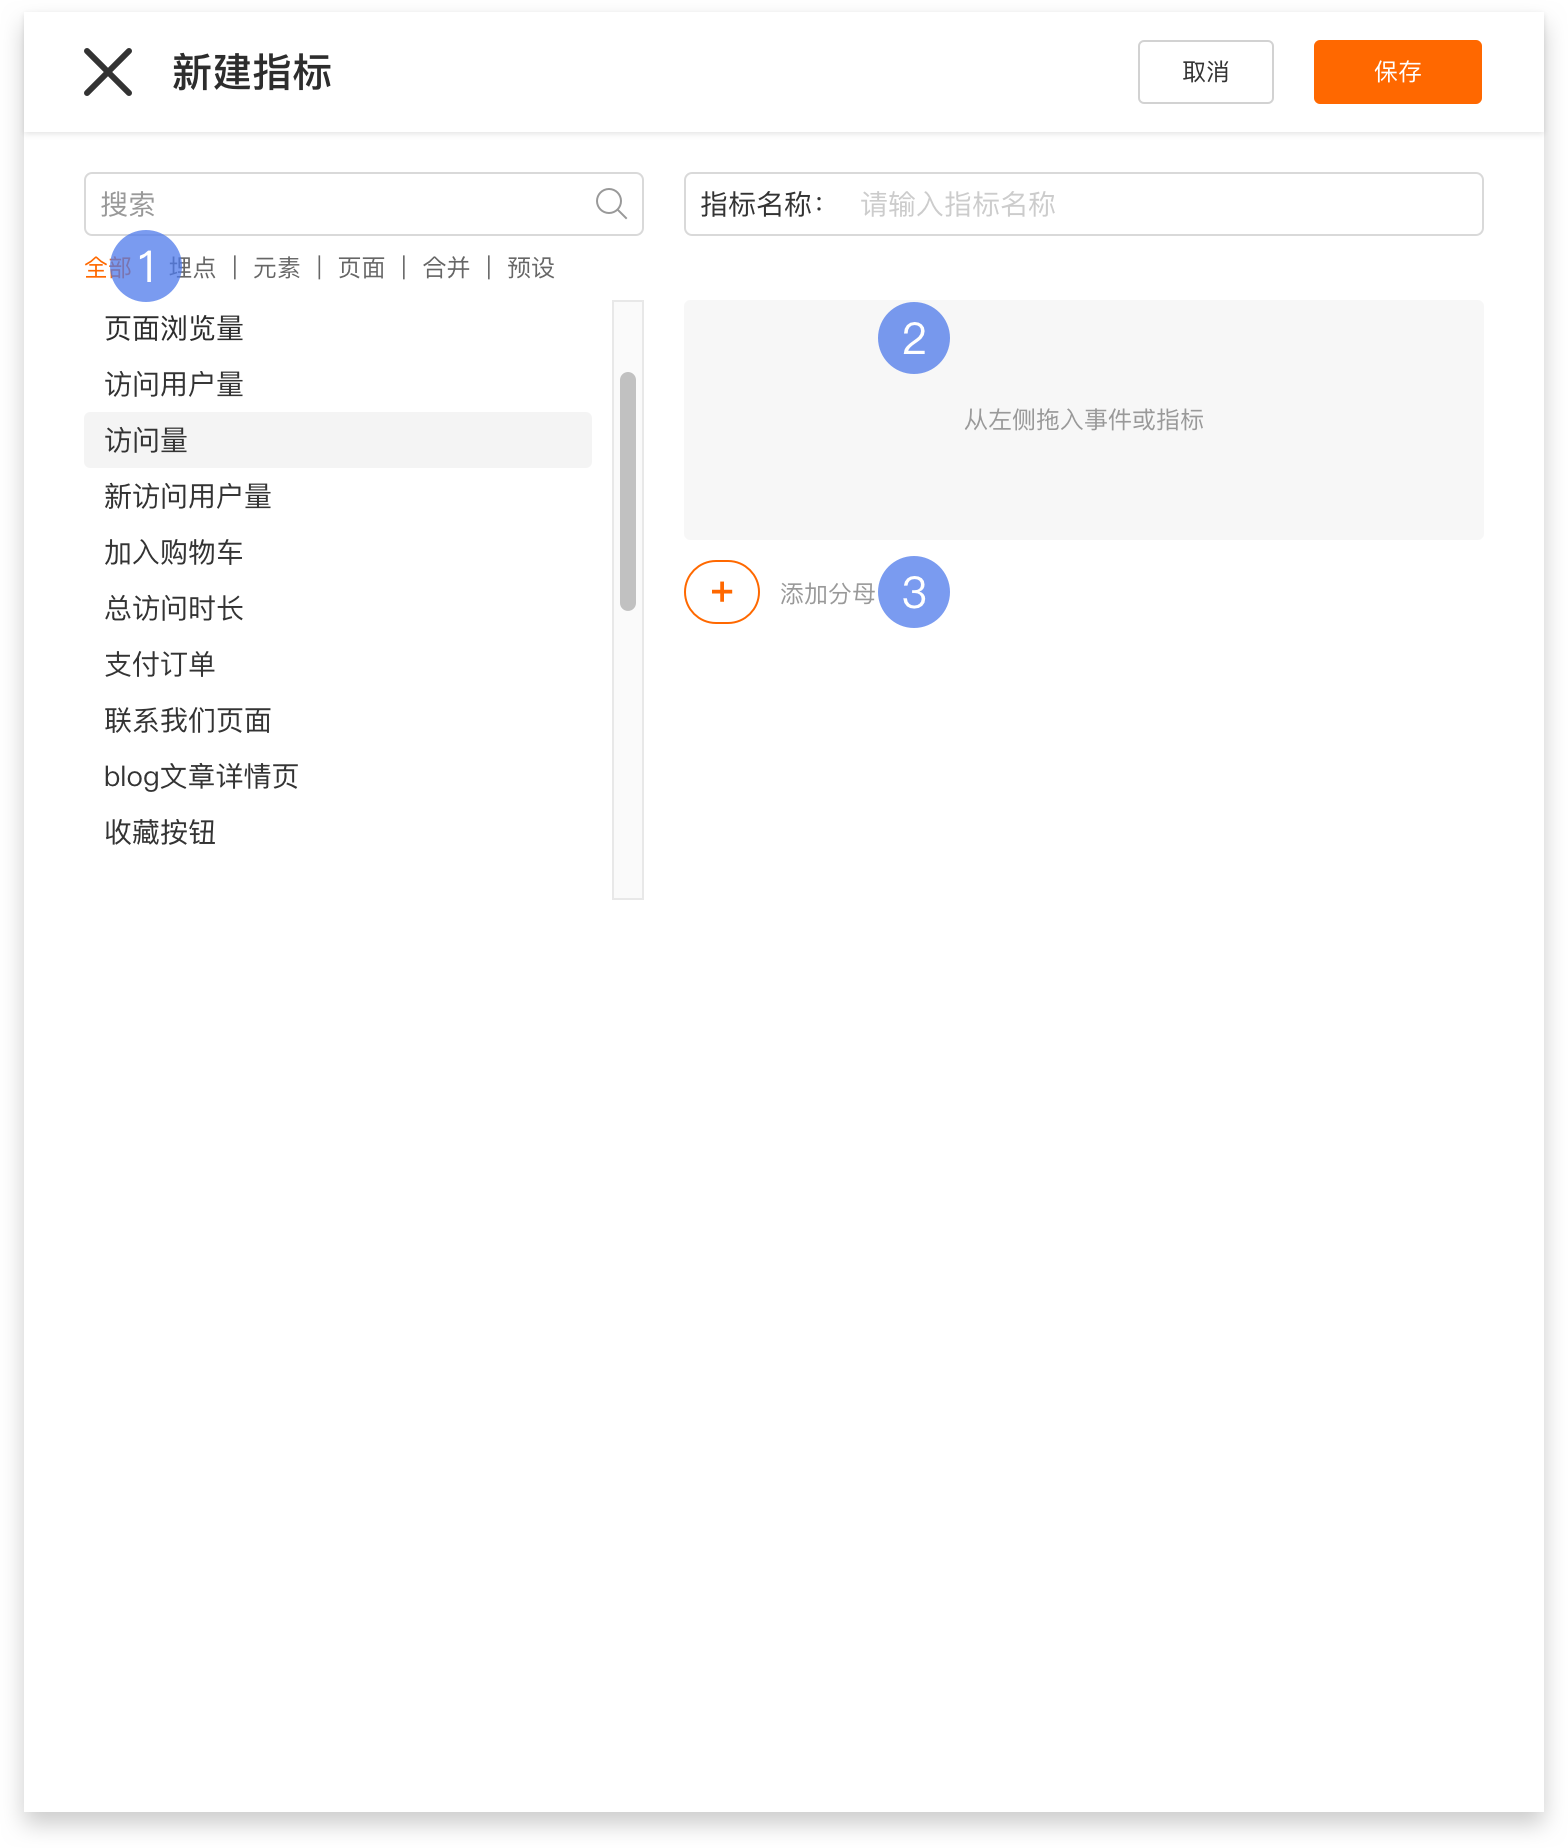 新建指标
取消
保存
搜索
指标名称：
请输入指标名称
全部 | 埋点 | 元素 | 页面 | 合并 | 预设
1
页面浏览量
访问用户量
访问量
新访问用户量
加入购物车
总访问时长
支付订单
联系我们页面
blog文章详情页
收藏按钮
2
从左侧拖入事件或指标
+ 添加分母
3